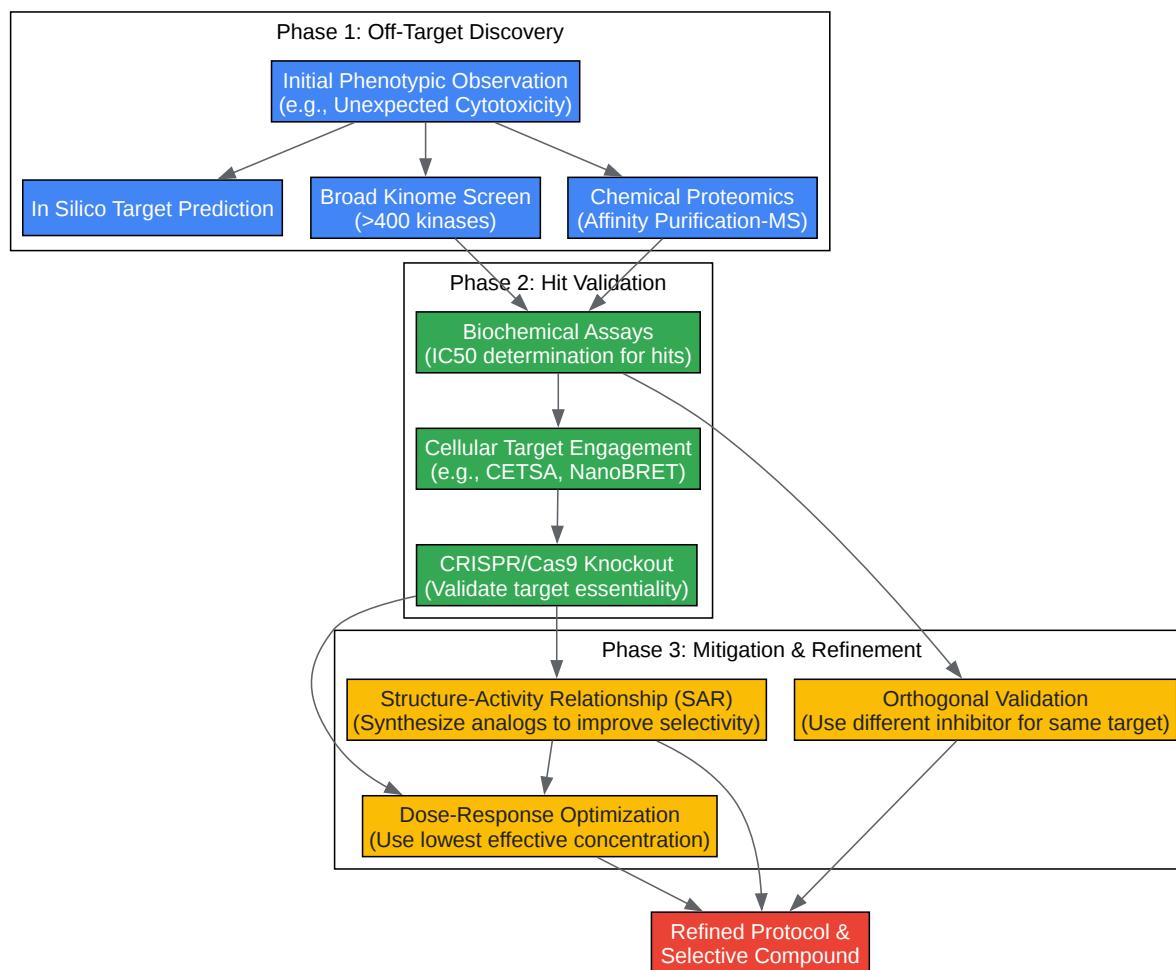 Phase 1: Off-Target Discovery
Initial Phenotypic Observation
(e.g., Unexpected Cytotoxicity)
In Silico Target Prediction
Broad Kinome Screen
(>400 kinases)
Chemical Proteomics
(Affinity Purification-MS)
Phase 2: Hit Validation
Biochemical Assays
(IC50 determination for hits)
Cellular Target Engagement
(e.g., CETSA, NanoBRET)
CRISPR/Cas9 Knockout
(Validate target essentiality)
Phase 3: Mitigation & Refinement
Structure-Activity Relationship (SAR)
(Synthesize analogs to improve selectivity)
Orthogonal Validation
(Use different inhibitor for same target)
Dose-Response Optimization
(Use lowest effective concentration)
Refined Protocol &
Selective Compound